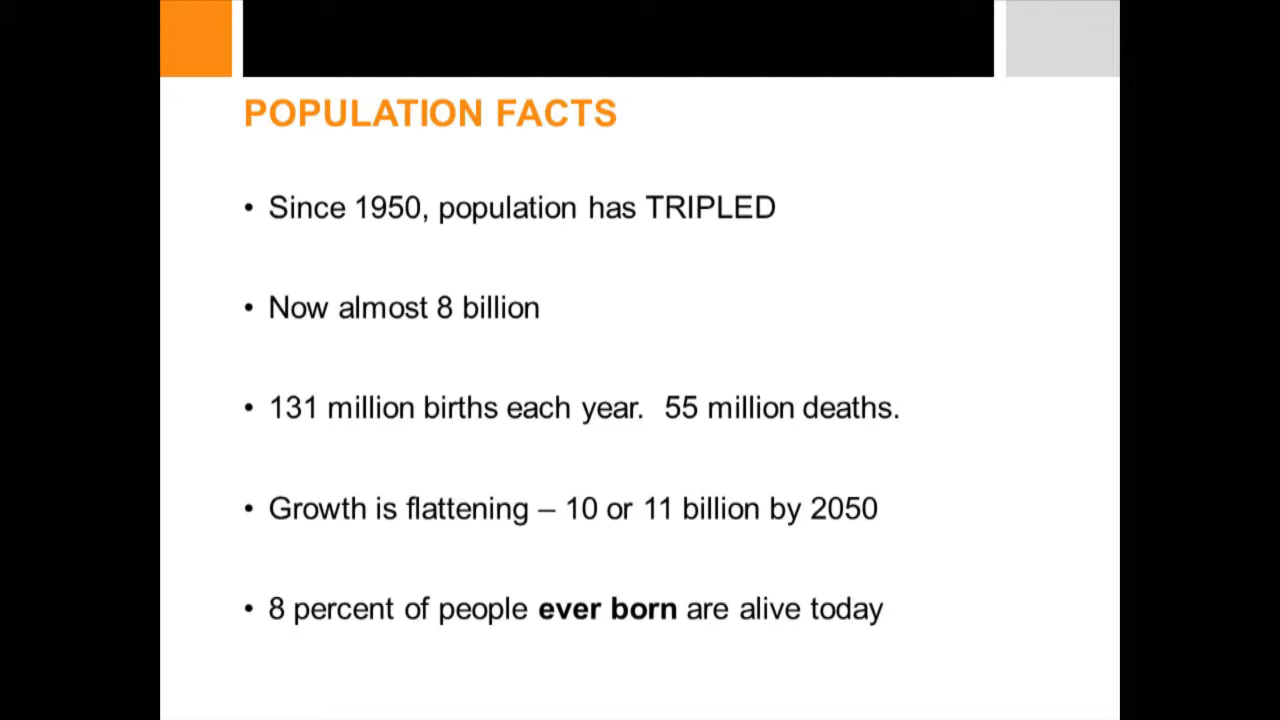 POPULATION FACTS
• Since 1950, population has TRIPLED
• Now almost 8 billion
• 131 million births each year.  55 million deaths.
• Growth is flattening – 10 or 11 billion by 2050
• 8 percent of people ever born are alive today